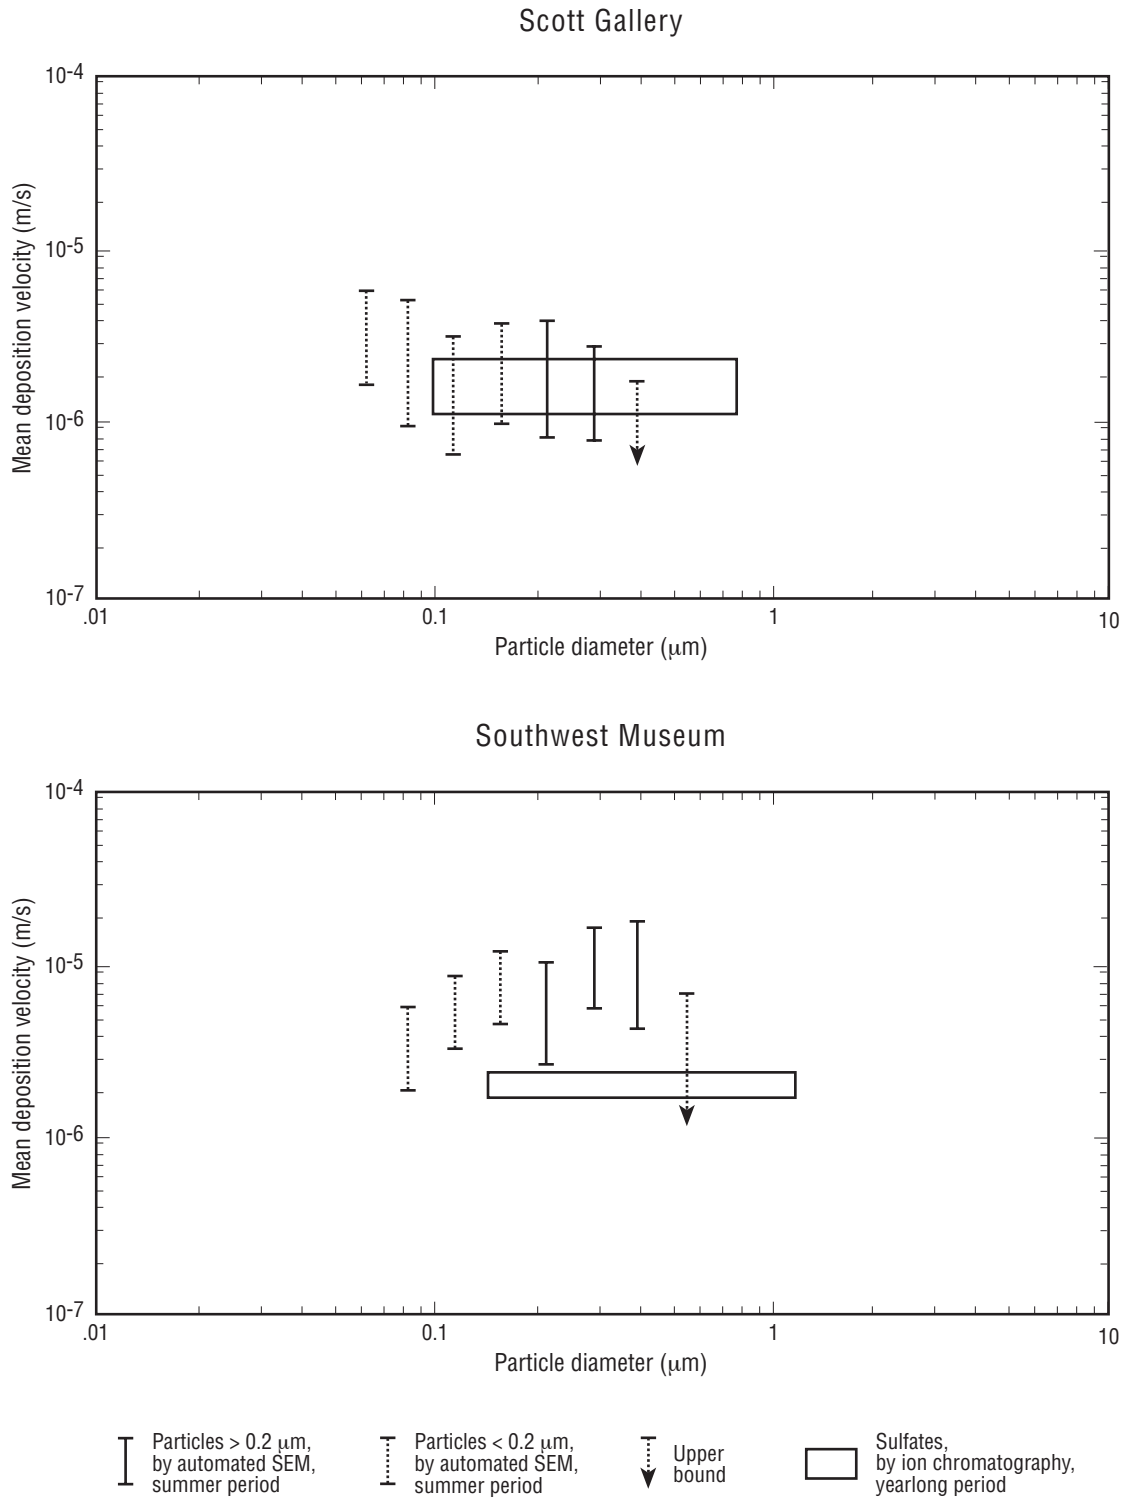 Scott Gallery
10-4
10-5
10-6
10-7
Mean deposition velocity (m/s)
.01
0.1
1
10
Particle diameter (μm)
Southwest Museum
10-4
10-5
10-6
10-7
Mean deposition velocity (m/s)
.01
0.1
1
10
Particle diameter (μm)
Particles > 0.2 μm,
by automated SEM,
summer period
Particles < 0.2 μm,
by automated SEM,
summer period
Upper
bound
Sulfates,
by ion chromatography,
yearlong period